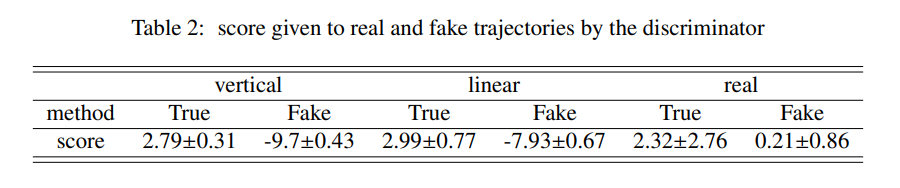 Table 2: score given to real and fake trajectories by the discriminator
vertical linear real
method True Fake True Fake True Fake
score 2.79±0.31 -9.7±0.43 2.99±0.77 -7.93±0.67 2.32±2.76 0.21±0.86